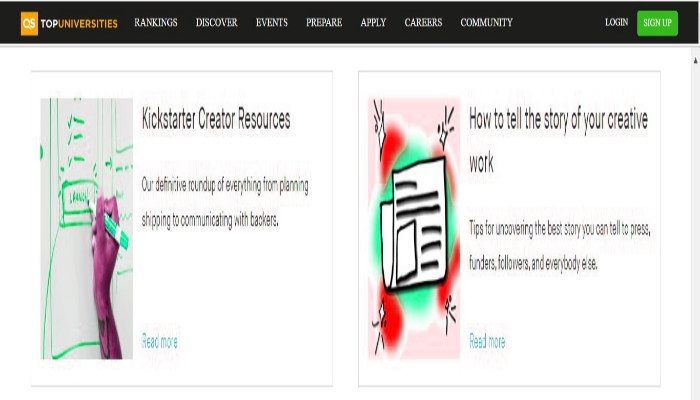 QS TOPUNIVERSITIES RANKINGS DISCOVER EVENTS PREPARE APPLY CAREERS COMMUNITY LOGIN SIGN UP
Kickstarter Creator Resources
Our definitive roundup of everything from planning
shipping to communicating with backers.
Read more
LAUNCH
How to tell the story of your creative
work
Tips for uncovering the best story you can tell to press,
funders, followers, and everybody else.
Read more